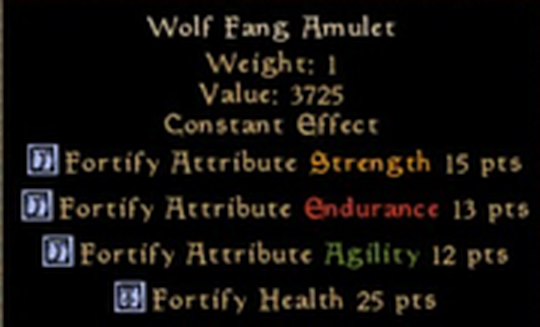 Wolf Fang Amulet
Weight: 1
Value: 3725
Constant Effect
Fortify Attribute Strength 15 pts
Fortify Attribute Endurance 13 pts
Fortify Attribute Agility 12 pts
Fortify Health 25 pts